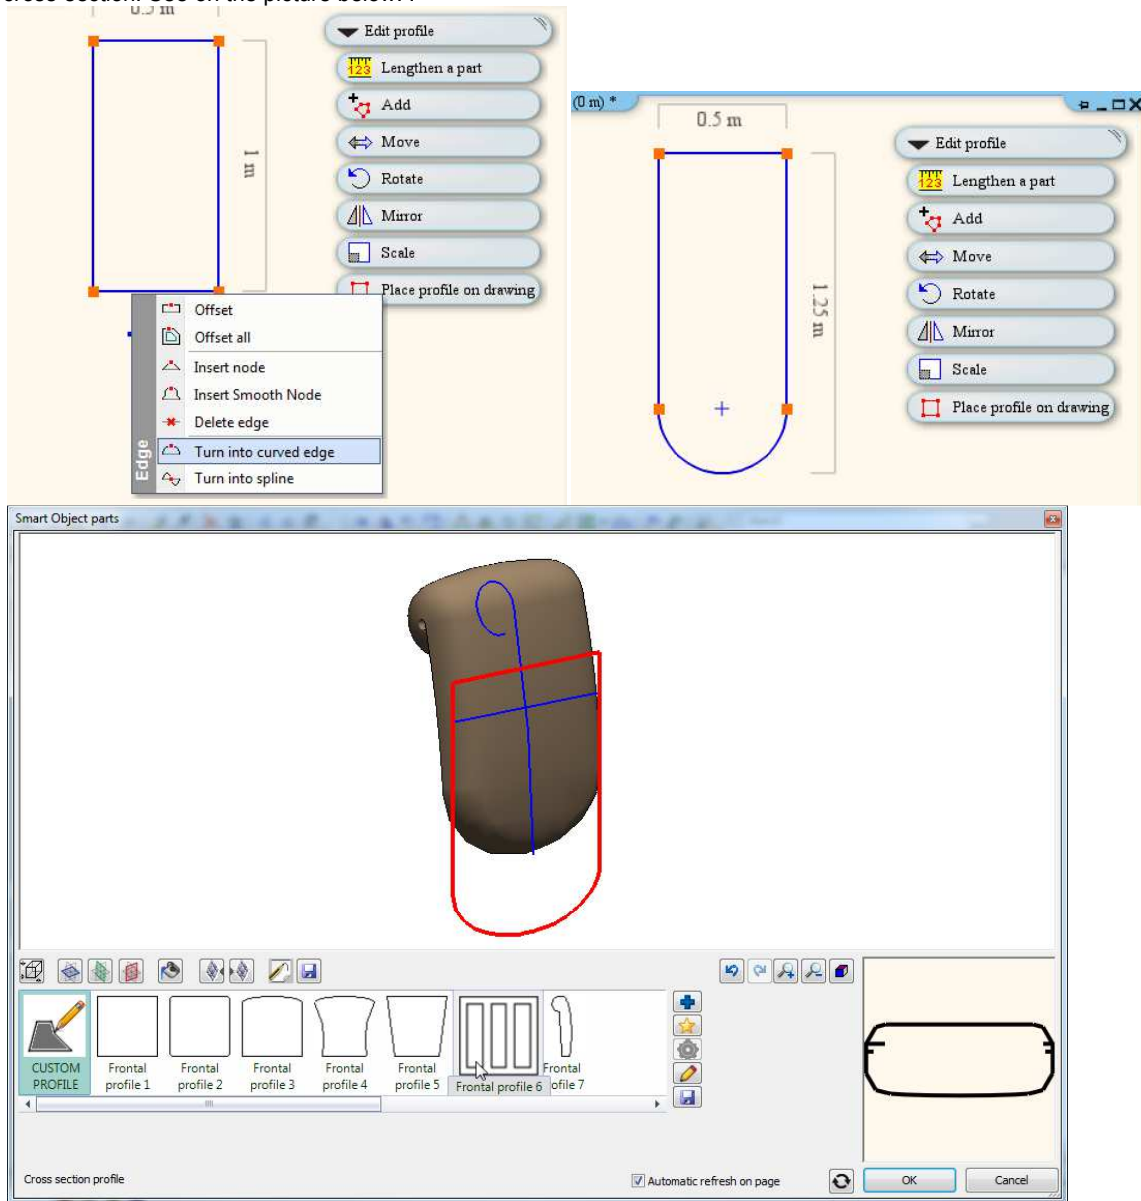 cross section. See on the picture below :
0.5 m
Edit profile
Lengthen a part
Add
Move
1 m
Rotate
Mirror
Scale
Place profile on drawing
Edge
Offset
Offset all
Insert node
Insert Smooth Node
Delete edge
Turn into curved edge
Turn into spline
(0 m) *
0.5 m
Edit profile
123
Lengthen a part
Add
Move
1.25 m
Rotate
Mirror
Scale
Place profile on drawing
Smart Object parts
CUSTOM
PROFILE
Frontal
profile 1
Frontal
profile 2
Frontal
profile 3
Frontal
profile 4
Frontal
profile 5
Frontal profile 6
Frontal
ofile 7
Cross section profile
Automatic refresh on page
OK
Cancel